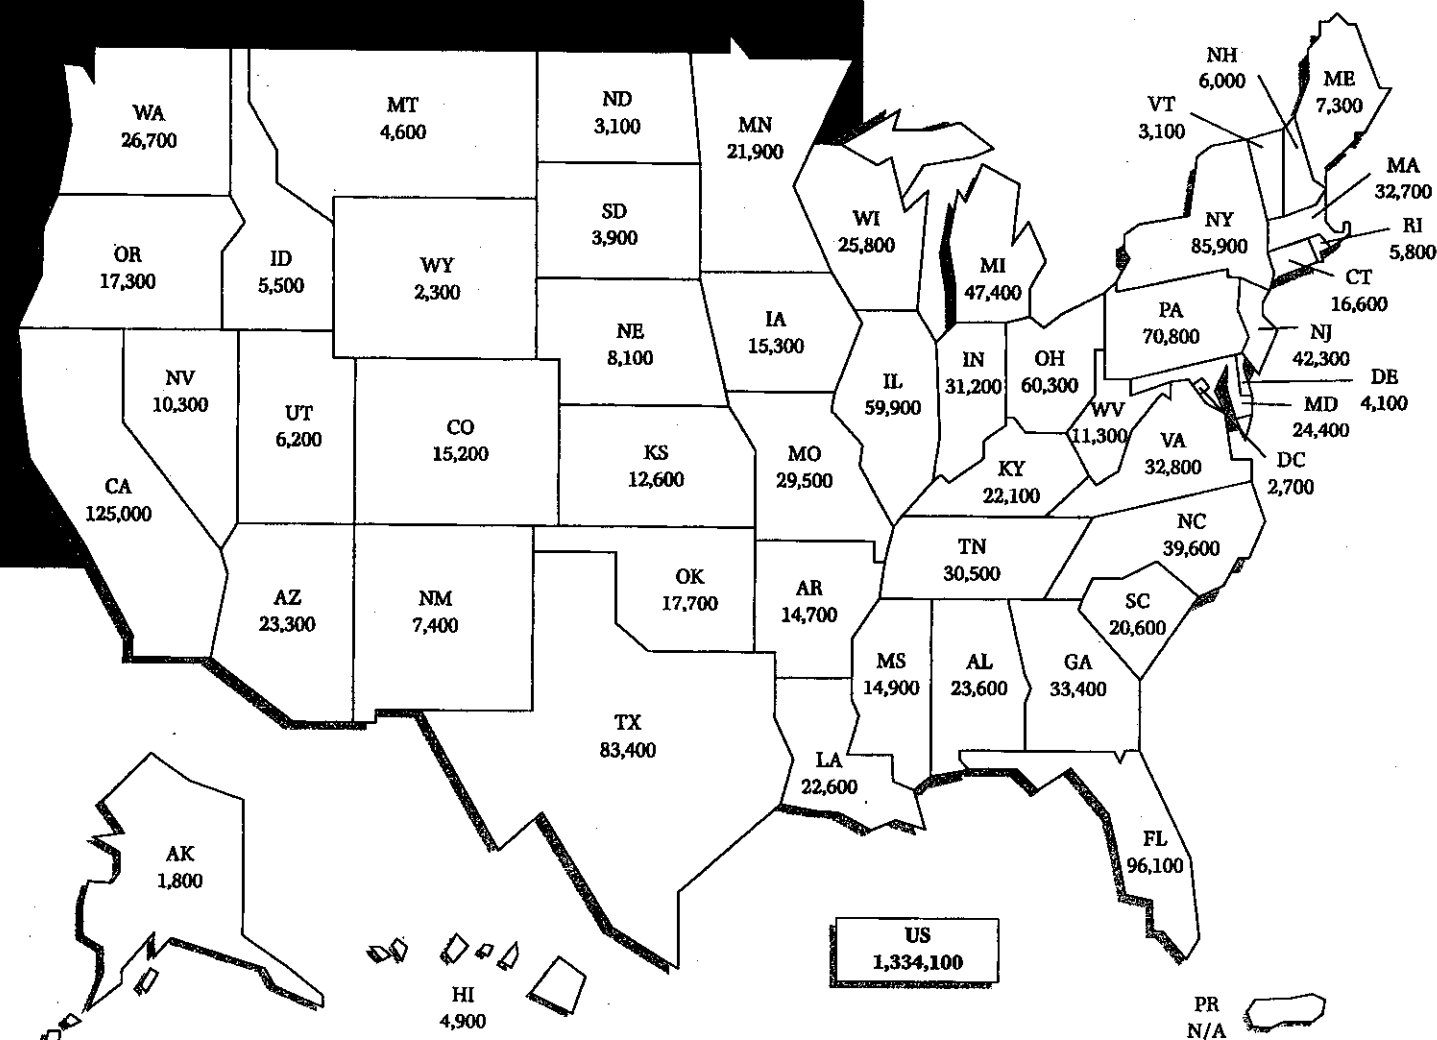 NH
6,000
ME
7,300
VT
3,100
WA
26,700
MT
4,600
ND
3,100
MN
21,900
MA
32,700
OR
17,300
ID
5,500
WY
2,300
SD
3,900
WI
25,800
MI
47,400
NY
85,900
RI
5,800
CT
16,600
NE
8,100
IA
15,300
PA
70,800
NJ
42,300
NV
10,300
UT
6,200
CO
15,200
IL
59,900
IN
31,200
OH
60,300
DE
4,100
MD
24,400
WV
11,300
VA
32,800
DC
2,700
CA
125,000
KS
12,600
MO
29,500
KY
22,100
NC
39,600
TN
30,500
AZ
23,300
NM
7,400
OK
17,700
AR
14,700
SC
20,600
MS
14,900
AL
23,600
GA
33,400
TX
83,400
LA
22,600
FL
96,100
AK
1,800
HI
4,900
US
1,334,100
PR
N/A